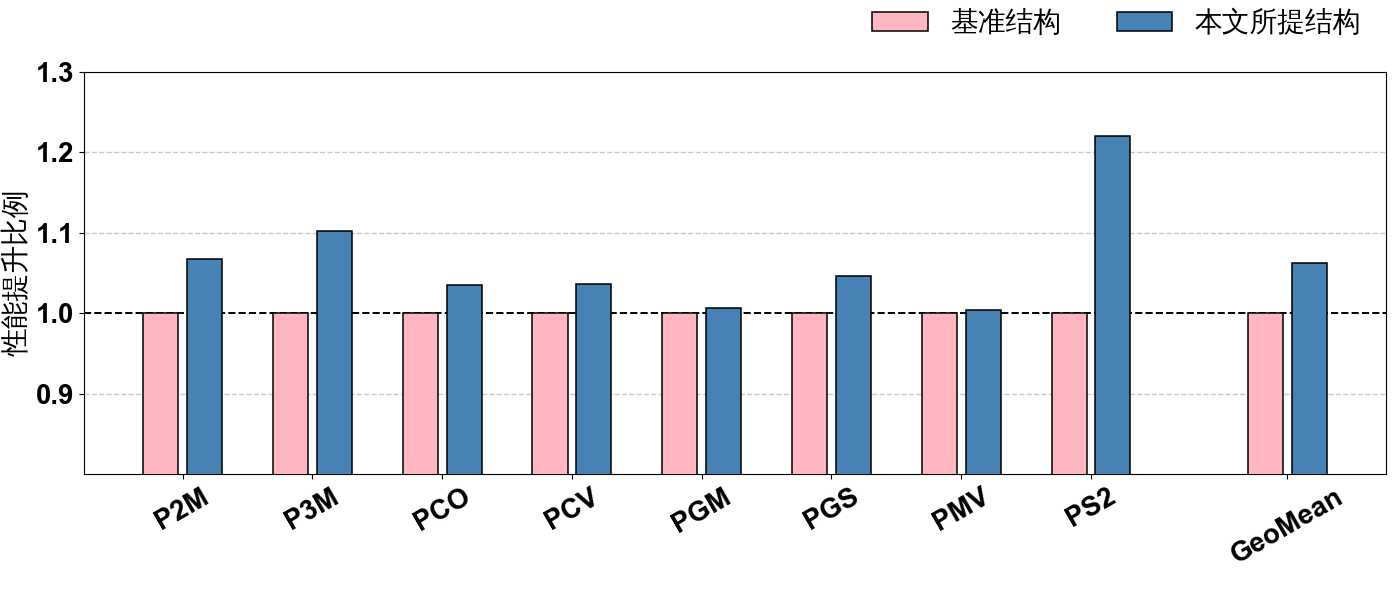 基准结构
本文所提结构
性能提升比例
1.3
1.2
1.1
1.0
0.9
P2M
P3M
PCO
PCV
PGM
PGS
PMV
PS2
GeoMean